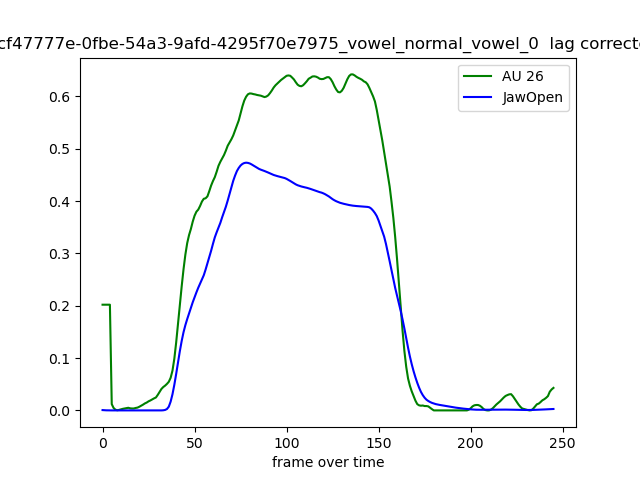 cf47777e-0fbe-54a3-9afd-4295f70e7975_vowel_normal_vowel_0 lag correcte
AU 26
JawOpen
0.6
0.5
0.4
0.3
0.2
0.1
0.0
0 50 100 150 200 250
frame over time